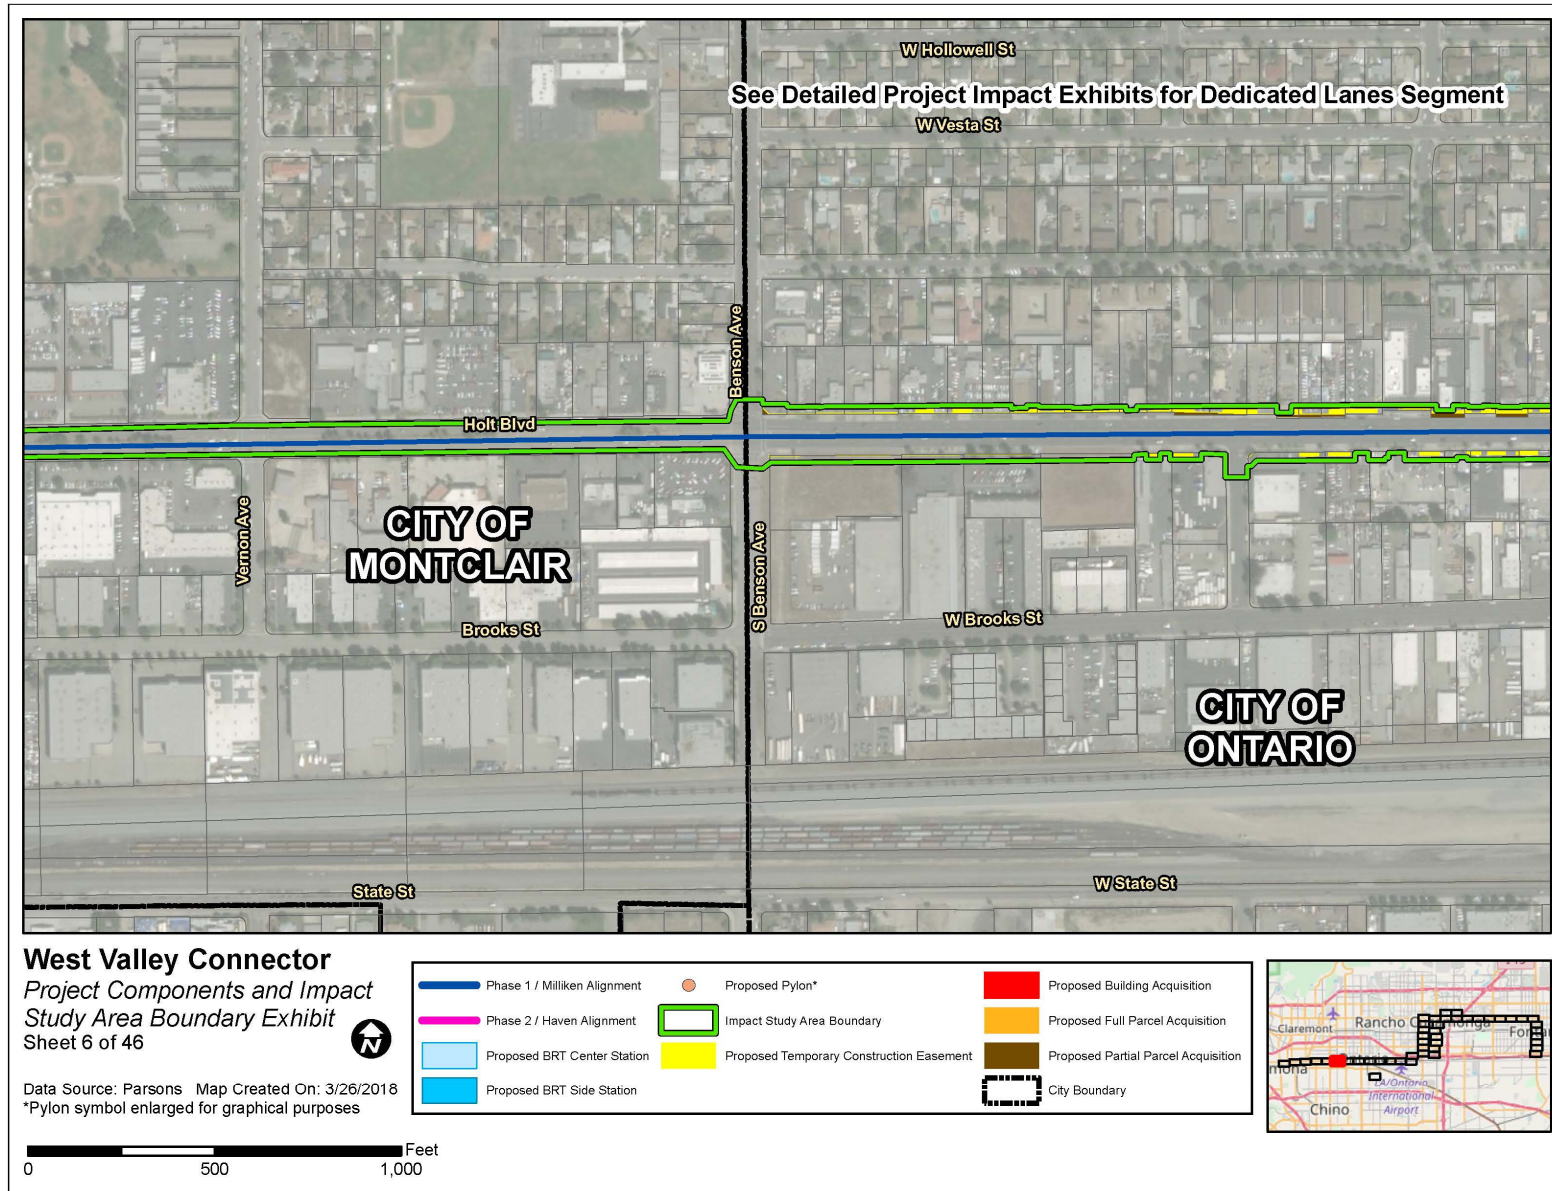 W Hollowell St
See Detailed Project Impact Exhibits for Dedicated Lanes Segment
W Vesta St
Benson Ave
Holt Blvd
Vernon Ave
CITY OF
MONTCLAIR
S Benson Ave
Brooks St
W Brooks St
CITY OF
ONTARIO
State St
W State St
West Valley Connector
Project Components and Impact
Study Area Boundary Exhibit
Sheet 6 of 46
N
Data Source: Parsons Map Created On: 3/26/2018
*Pylon symbol enlarged for graphical purposes
Feet
0 500 1,000
Phase 1 / Milliken Alignment
Phase 2 / Haven Alignment
Proposed BRT Center Station
Proposed BRT Side Station
Proposed Pylon*
Impact Study Area Boundary
Proposed Temporary Construction Easement
Proposed Building Acquisition
Proposed Full Parcel Acquisition
Proposed Partial Parcel Acquisition
City Boundary
Claremont
Chino
LA/Ontario
International
Airport